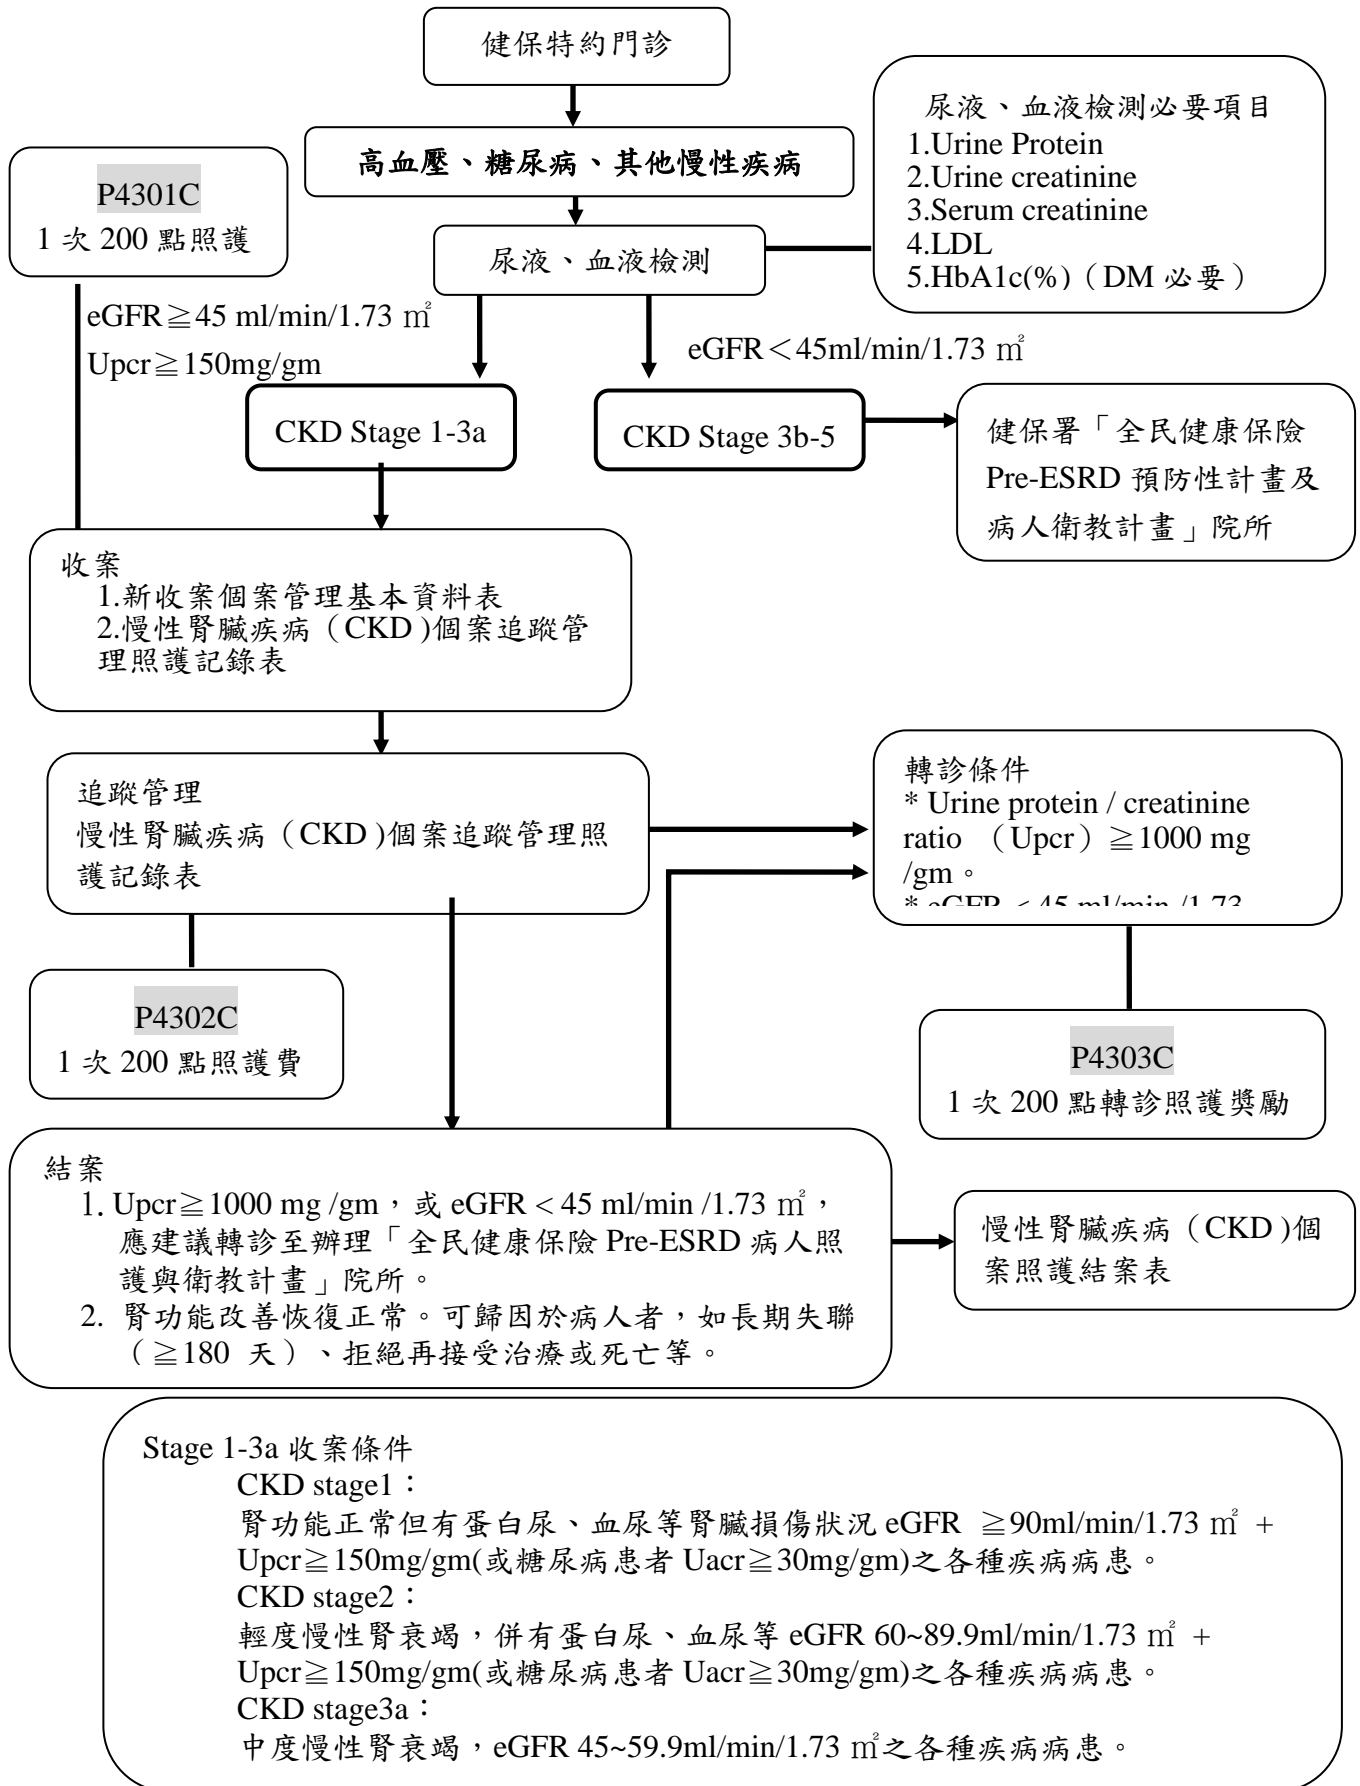 健保特約門診
尿液、血液檢測必要項目
1.Urine Protein
2.Urine creatinine
3.Serum creatinine
4.LDL
5.HbA1c(%)（DM 必要）
高血壓、糖尿病、其他慢性疾病
P4301C
1 次 200 點照護
尿液、血液檢測
eGFR≧45 ml/min/1.73 ㎡
Upcr≧150mg/gm
eGFR＜45ml/min/1.73 ㎡
CKD Stage 1-3a
CKD Stage 3b-5
健保署「全民健康保險
Pre-ESRD 預防性計畫及
病人衛教計畫」院所
收案
1.新收案個案管理基本資料表
2.慢性腎臟疾病（CKD )個案追蹤管
理照護記錄表
追蹤管理
慢性腎臟疾病（CKD )個案追蹤管理照
護記錄表
轉診條件
* Urine protein / creatinine
ratio （Upcr）≧1000 mg
/gm。
* eGFR < 45 ml/min /1.73
P4302C
1 次 200 點照護費
P4303C
1 次 200 點轉診照護獎勵
結案
1. Upcr≧1000 mg /gm，或 eGFR < 45 ml/min /1.73 ㎡，
應建議轉診至辦理「全民健康保險 Pre-ESRD 病人照
護與衛教計畫」院所。
2. 腎功能改善恢復正常。可歸因於病人者，如長期失聯
（≧180 天）、拒絕再接受治療或死亡等。
慢性腎臟疾病（CKD )個
案照護結案表
Stage 1-3a 收案條件
CKD stage1：
腎功能正常但有蛋白尿、血尿等腎臟損傷狀況 eGFR ≧90ml/min/1.73 ㎡ +
Upcr≧150mg/gm(或糖尿病患者 Uacr≧30mg/gm)之各種疾病病患。
CKD stage2：
輕度慢性腎衰竭，併有蛋白尿、血尿等 eGFR 60~89.9ml/min/1.73 ㎡ +
Upcr≧150mg/gm(或糖尿病患者 Uacr≧30mg/gm)之各種疾病病患。
CKD stage3a：
中度慢性腎衰竭，eGFR 45~59.9ml/min/1.73 ㎡之各種疾病病患。